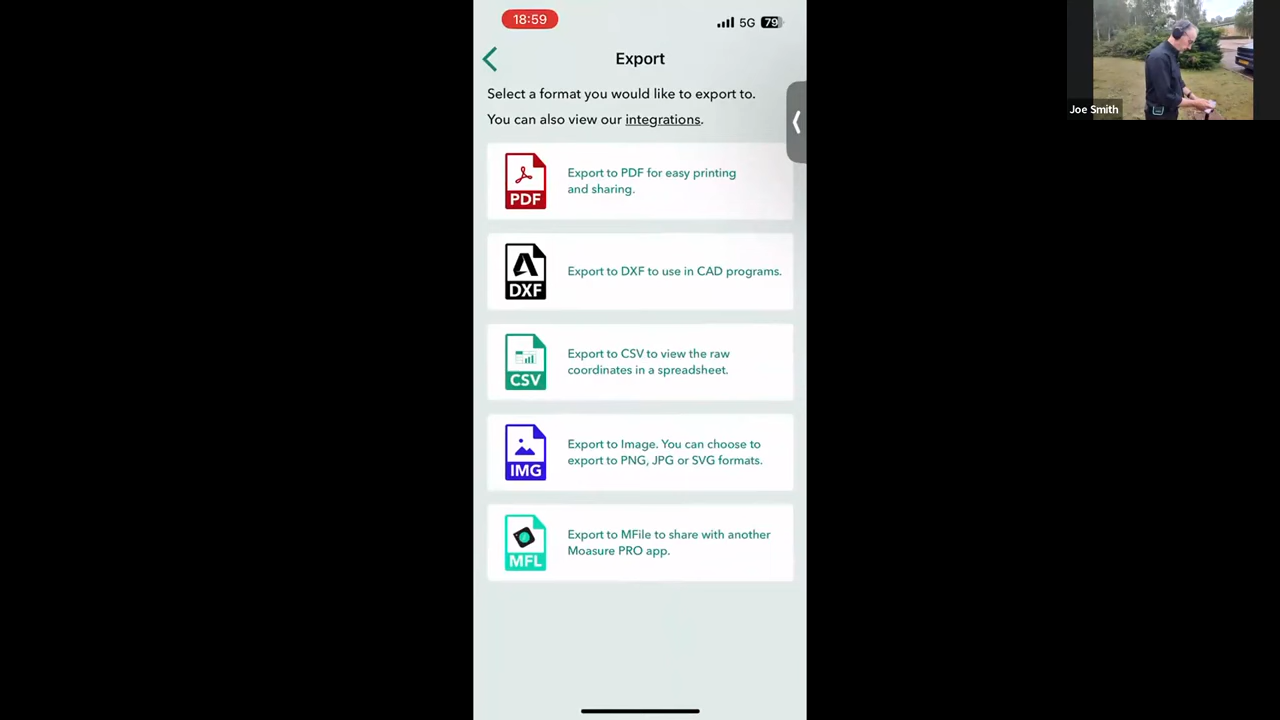 18:59
5G
79
Export
Select a format you would like to export to.
You can also view our integrations.
PDF
Export to PDF for easy printing
and sharing.
DXF
Export to DXF to use in CAD programs.
CSV
Export to CSV to view the raw
coordinates in a spreadsheet.
IMG
Export to Image. You can choose to
export to PNG, JPG or SVG formats.
MFL
Export to MFile to share with another
Moasure PRO app.
Joe Smith